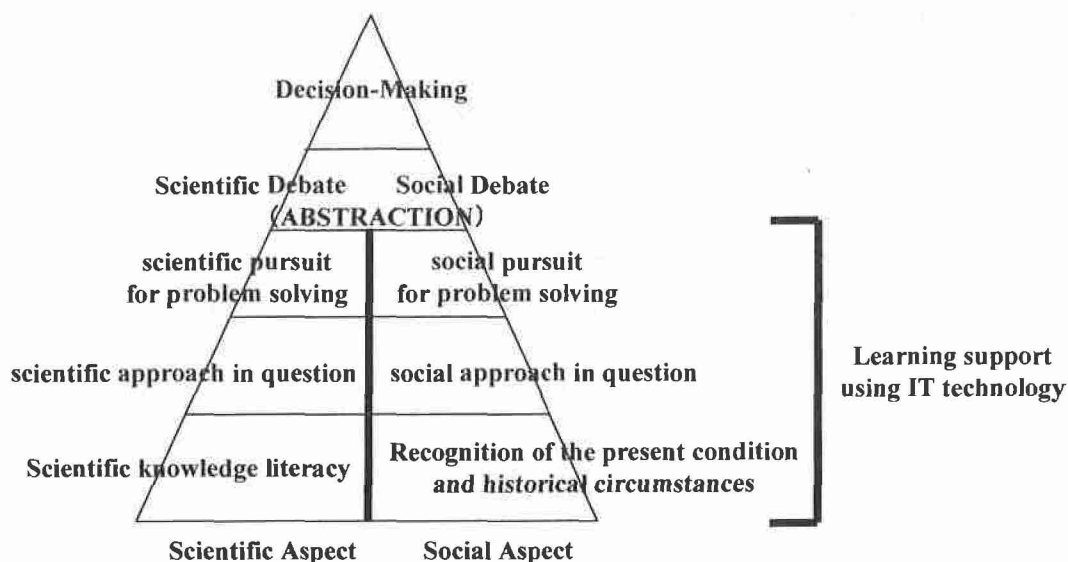 Decision-Making
Scientific Debate Social Debate
(ABSTRACTION)
scientific pursuit
for problem solving
social pursuit
for problem solving
scientific approach in question
social approach in question
Learning support
using IT technology
Scientific knowledge literacy
Recognition of the present condition
and historical circumstances
Scientific Aspect
Social Aspect